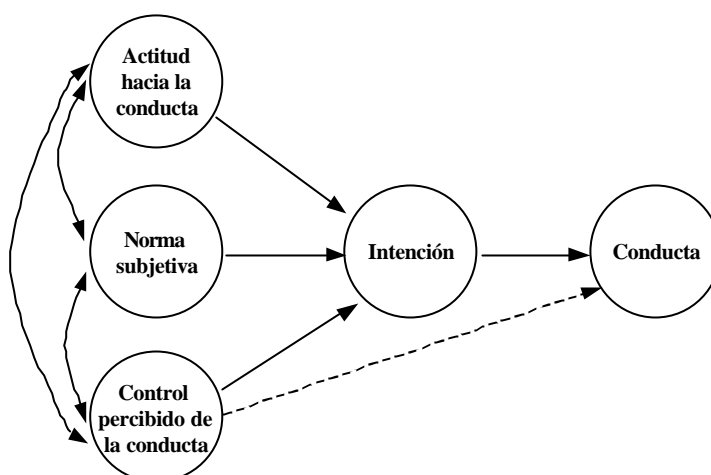 Actitud
hacia la
conducta
Norma
subjetiva
Intención
Conducta
Control
percibido de
la conducta